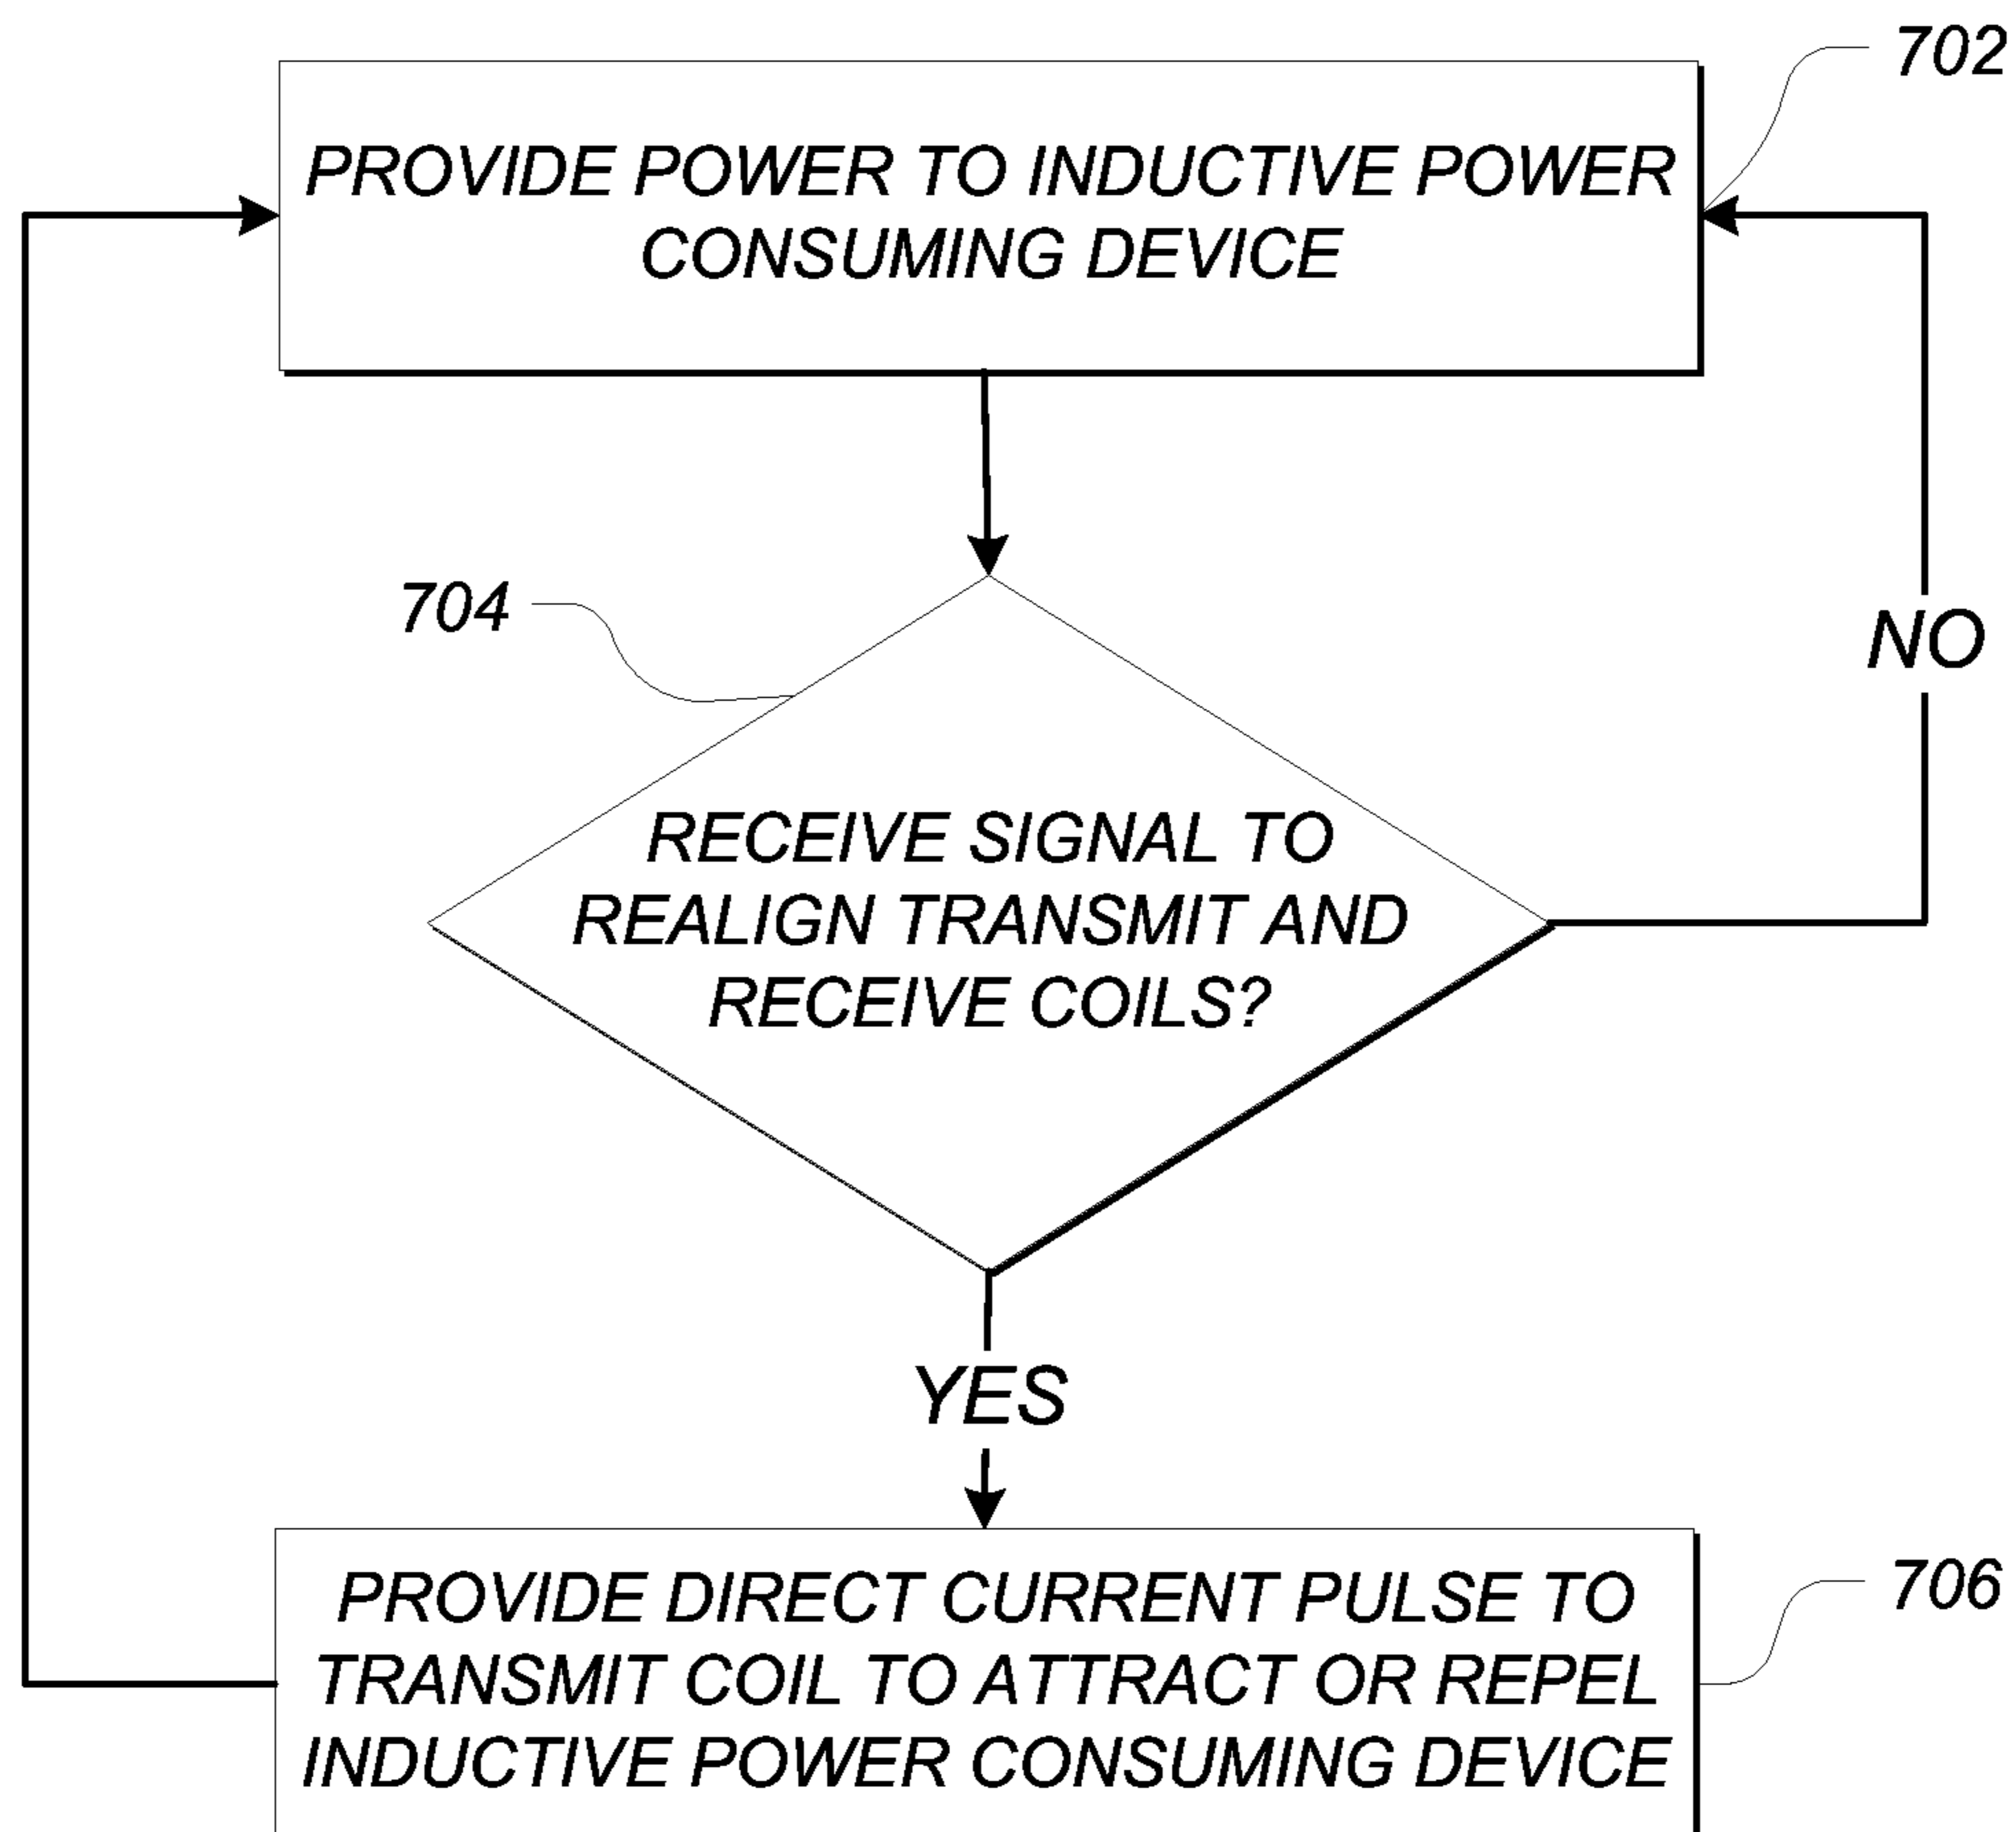 702
PROVIDE POWER TO INDUCTIVE POWER
CONSUMING DEVICE
704
NO
RECEIVE SIGNAL TO
REALIGN TRANSMIT AND
RECEIVE COILS?
YES
PROVIDE DIRECT CURRENT PULSE TO
TRANSMIT COIL TO ATTRACT OR REPEL
INDUCTIVE POWER CONSUMING DEVICE
706